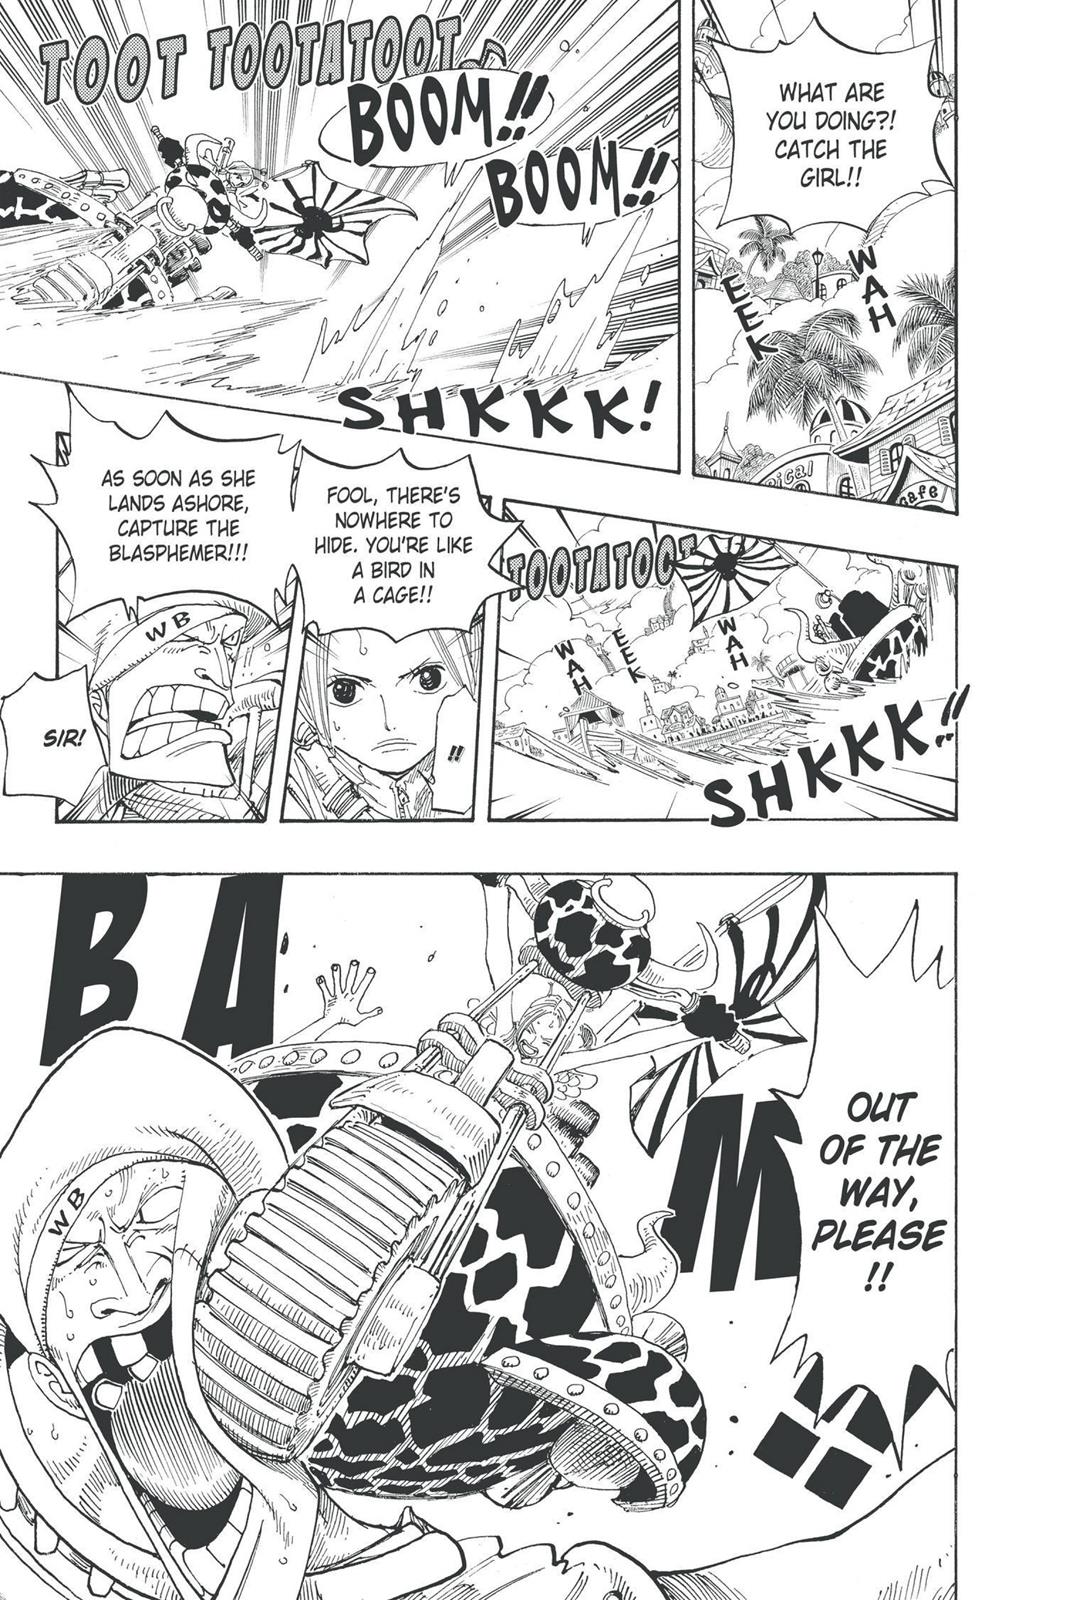 WHAT ARE
YOU DOING?!
CATCH THE
GIRL!!
EEK
WAH
pical
cafe
TOOT TOOTATOOT
BOOM!!
BOOM!!
SHKKK!
TOOTATOOT
WAH
EEK
WAH
SHKKK!!
FOOL, THERE'S
NOWHERE TO
HIDE. YOU'RE LIKE
A BIRD IN
A CAGE!!
!!
AS SOON AS SHE
LANDS ASHORE,
CAPTURE THE
BLASPHEMER!!!
WB
SIR!
BAM
OUT
OF THE
WAY,
PLEASE
!!
WB